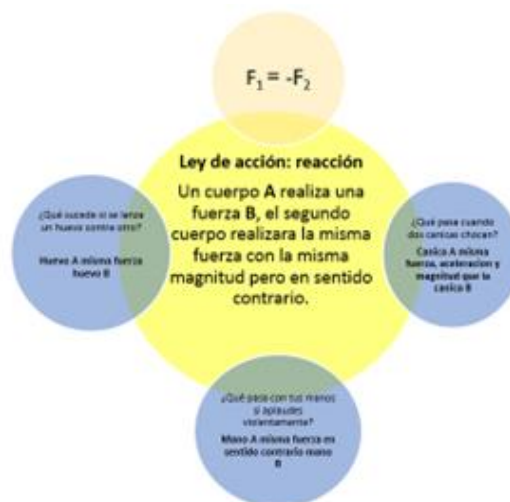 F₁ = -F₂
Ley de acción: reacción
Un cuerpo A realiza una
fuerza B, el segundo
cuerpo realizara la misma
fuerza con la misma
magnitud pero en sentido
contrario.
¿Qué sucede si se lanza
un huevo contra otro?
Huevo A misma fuerza
huevo B
¿Qué pasa cuando
dos canicas chocan?
Canica A misma
fuerza, aceleracion y
magnitud que la
canica B
¿Qué pasa con tus manos
si aplaudes
violentamente?
Mano A misma fuerza en
sentido contrario mano
B